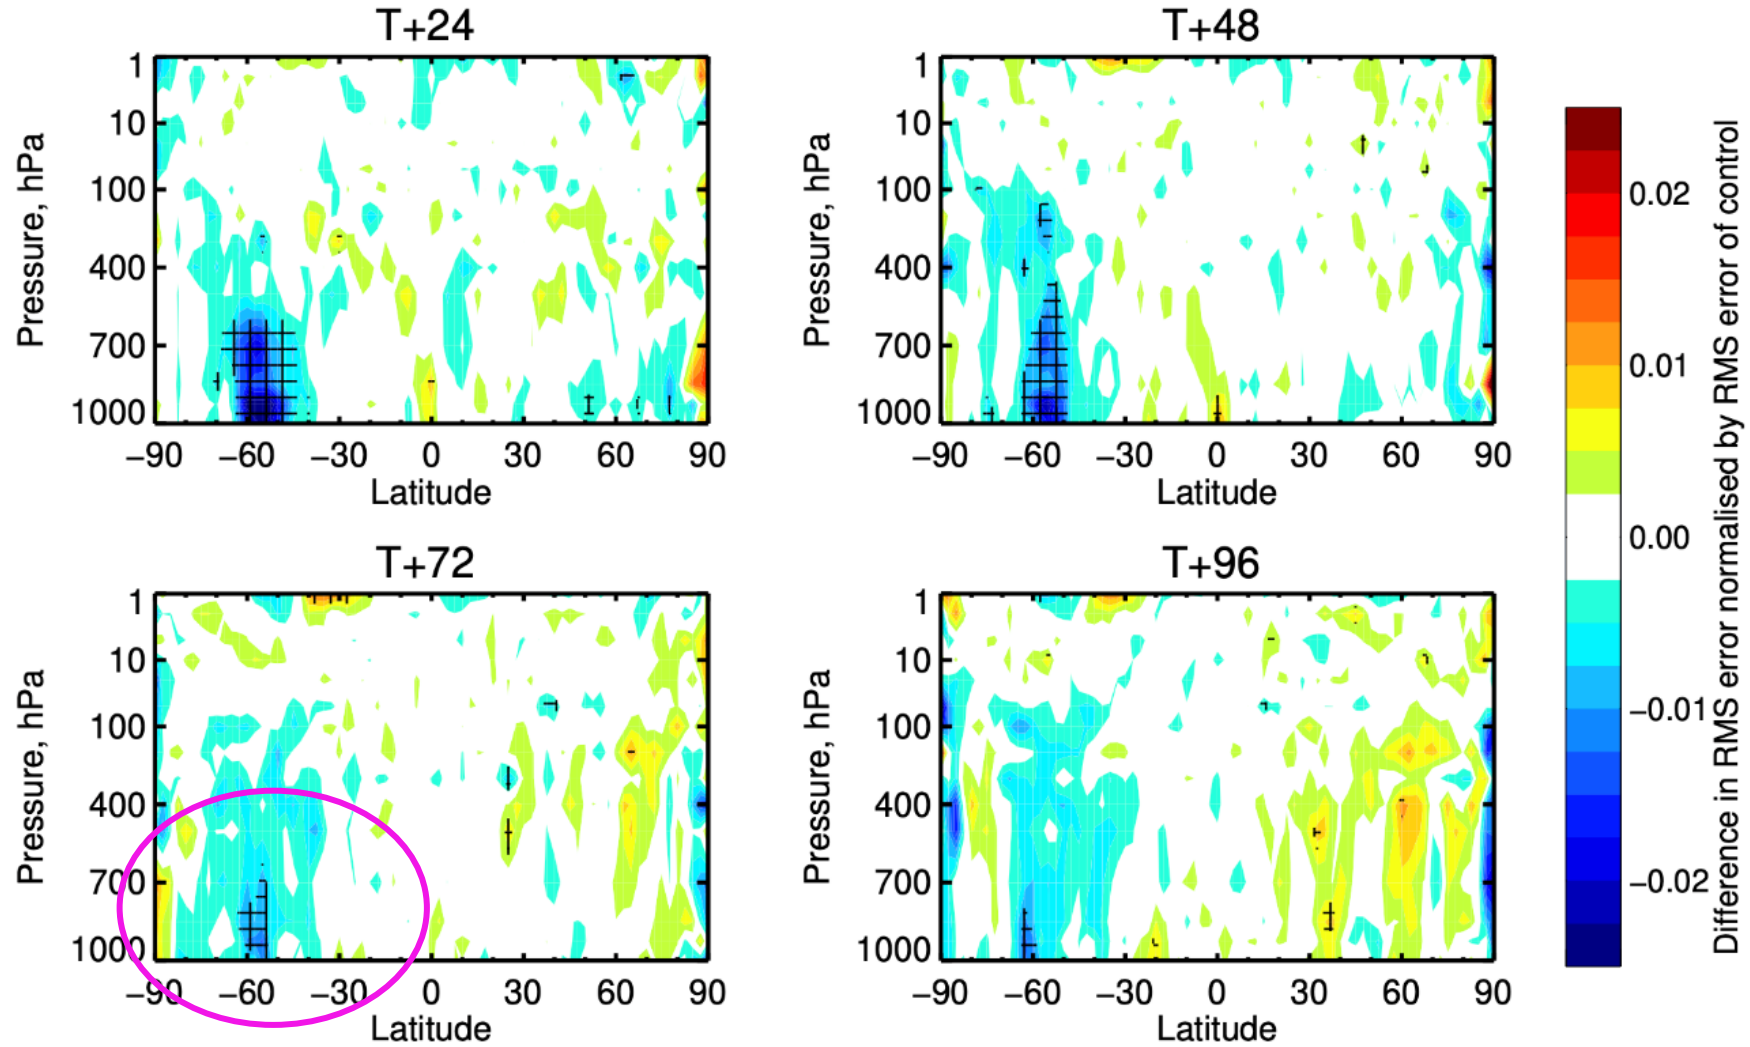 T+24
T+48
1
10
100
400
700
1000
Pressure, hPa
−90 −60 −30 0 30 60 90
Latitude
1
10
100
400
700
1000
Pressure, hPa
−90 −60 −30 0 30 60 90
Latitude
T+72
T+96
1
10
100
400
700
1000
Pressure, hPa
−90 −60 −30 0 30 60 90
Latitude
1
10
100
400
700
1000
Pressure, hPa
−90 −60 −30 0 30 60 90
Latitude
0.02
0.01
0.00
−0.01
−0.02
Difference in RMS error normalised by RMS error of control